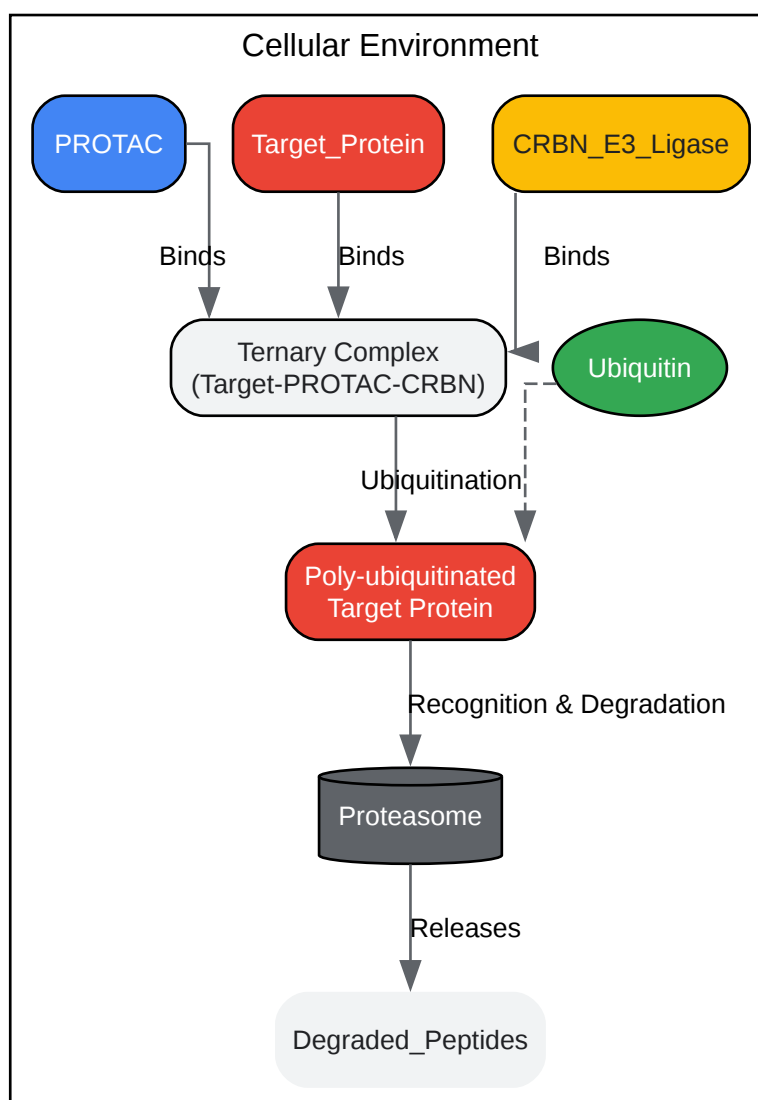 Cellular Environment
PROTAC
Target_Protein
CRBN_E3_Ligase
Binds
Binds
Binds
Ternary Complex
(Target-PROTAC-CRBN)
Ubiquitin
Ubiquitination
Poly-ubiquitinated
Target Protein
Recognition & Degradation
Proteasome
Releases
Degraded_Peptides